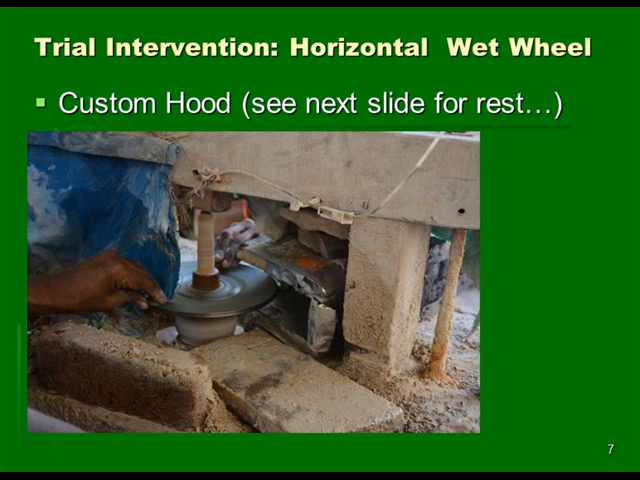 Trial Intervention: Horizontal Wet Wheel
Custom Hood (see next slide for rest…)
7